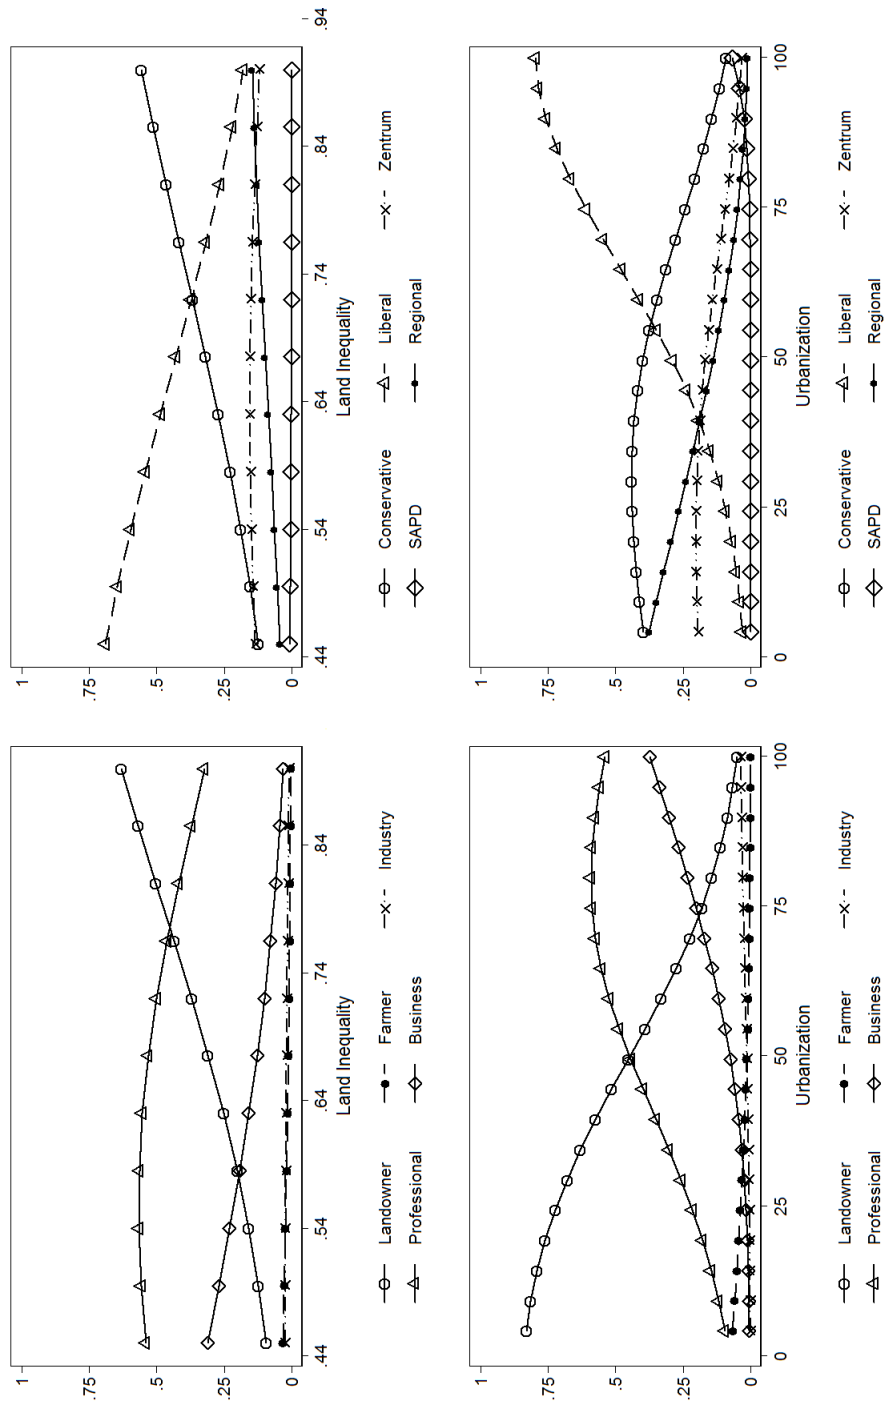 1
.75
.5
.25
0
.44 .54 .64 .74 .84
Land Inequality
Landowner Farmer Industry
Professional Business
1
.75
.5
.25
0
.44 .54 .64 .74 .84 .94
Land Inequality
Conservative Liberal Zentrum
SAPD Regional
1
.75
.5
.25
0
0 25 50 75 100
Urbanization
Landowner Farmer Industry
Professional Business
1
.75
.5
.25
0
0 25 50 75 100
Urbanization
Conservative Liberal Zentrum
SAPD Regional